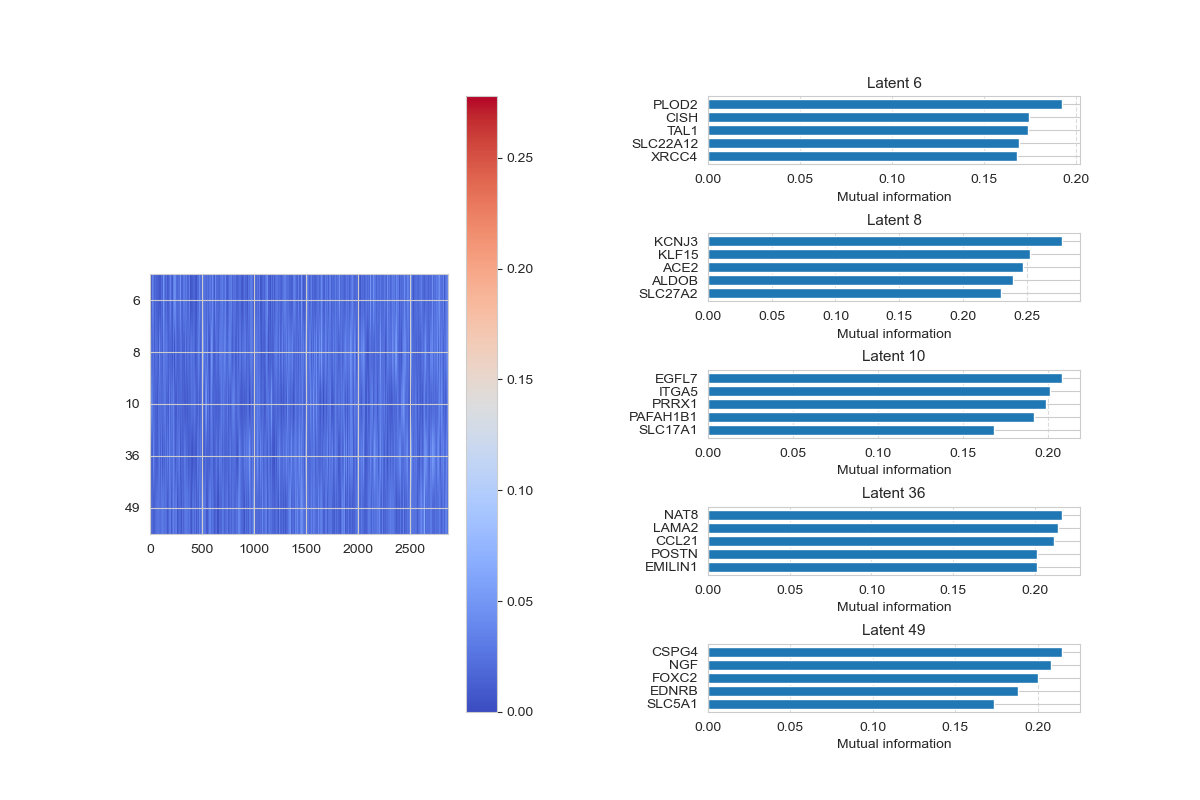 6
8
10
36
49
0 500 1000 1500 2000 2500
0.25
0.20
0.15
0.10
0.05
0.00
Latent 6
PLOD2
CISH
TAL1
SLC22A12
XRCC4
0.00 0.05 0.10 0.15 0.20
Mutual information
Latent 8
KCNJ3
KLF15
ACE2
ALDOB
SLC27A2
0.00 0.05 0.10 0.15 0.20 0.25
Mutual information
Latent 10
EGFL7
ITGA5
PRRX1
PAFAH1B1
SLC17A1
0.00 0.05 0.10 0.15 0.20
Mutual information
Latent 36
NAT8
LAMA2
CCL21
POSTN
EMILIN1
0.00 0.05 0.10 0.15 0.20
Mutual information
Latent 49
CSPG4
NGF
FOXC2
EDNRB
SLC5A1
0.00 0.05 0.10 0.15 0.20
Mutual information